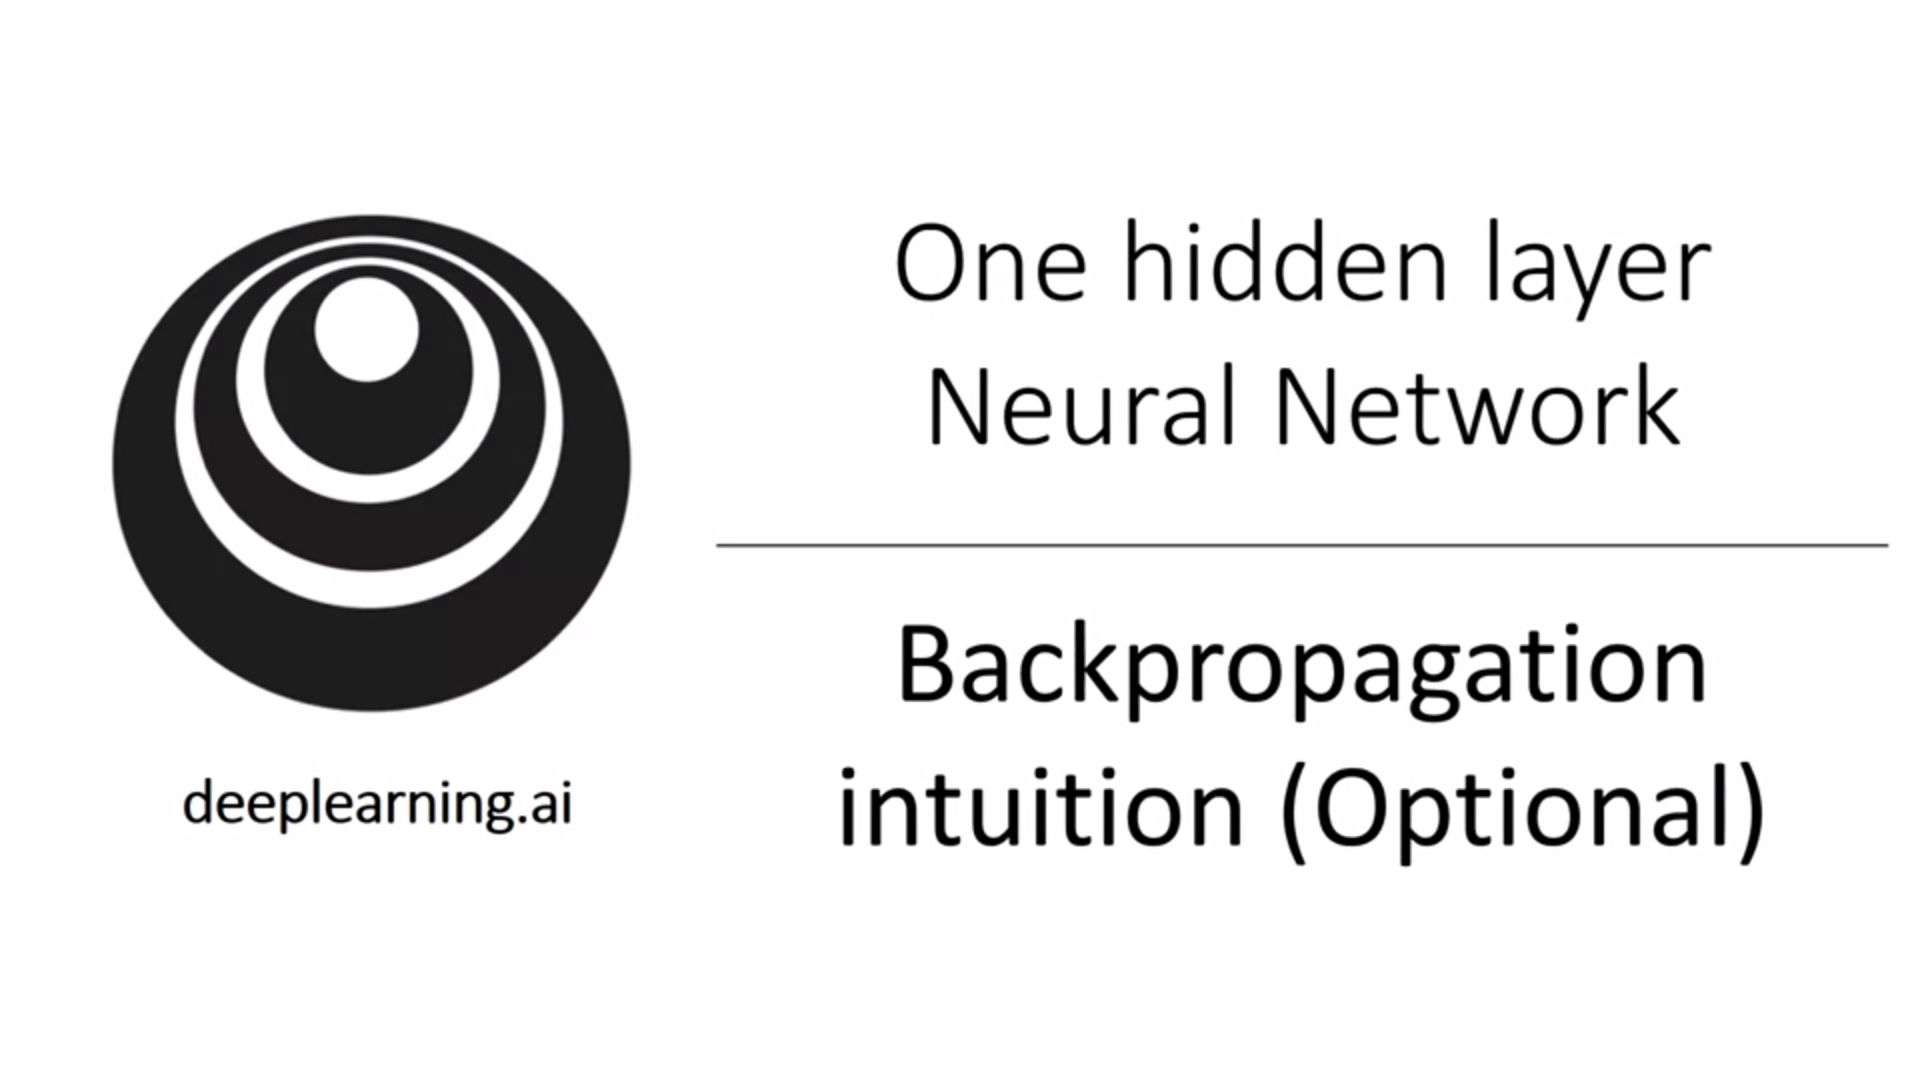 One hidden layer
Neural Network
Backpropagation
intuition (Optional)
deeplearning.ai